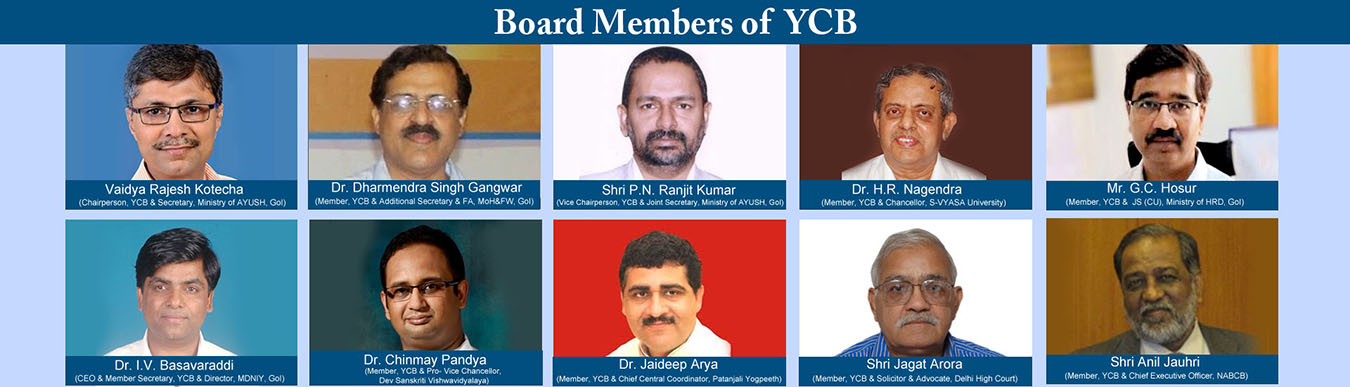 Board Members of YCB
Vaidya Rajesh Kotecha
(Chairperson, YCB & Secretary, Ministry of AYUSH, GoI)
Dr. Dharmendra Singh Gangwar
(Member, YCB & Additional Secretary & FA, MoH&FW, GoI)
Shri P.N. Ranjit Kumar
(Vice Chairperson, YCB & Joint Secretary, Ministry of AYUSH, GoI)
Dr. H.R. Nagendra
(Member, YCB & Chancellor, S-VYASA University)
Mr. G.C. Hosur
(Member, YCB & JS (CU), Ministry of HRD, GoI)
Dr. I.V. Basavaraddi
(CEO & Member Secretary, YCB & Director, MDNIY, GoI)
Dr. Chinmay Pandya
(Member, YCB & Pro- Vice Chancellor,
Dev Sanskriti Vishwavidyalaya)
Dr. Jaideep Arya
(Member, YCB & Chief Central Coordinator, Patanjali Yogpeeth)
Shri Jagat Arora
(Member, YCB & Solicitor & Advocate, Delhi High Court)
Shri Anil Jauhri
(Member, YCB & Chief Executive Officer, NABCB)